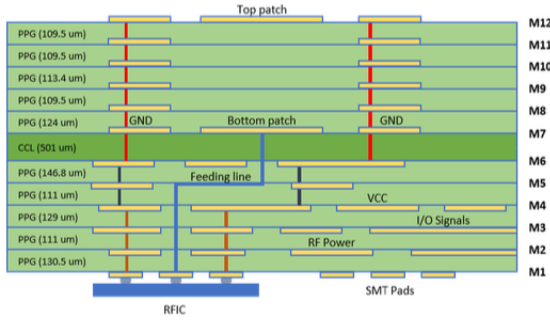 Top patch
M12
PPG (109.5 um)
M11
PPG (109.5 um)
M10
PPG (113.4 um)
M9
PPG (109.5 um)
M8
PPG (124 um)
GND
Bottom patch
GND
M7
CCL (501 um)
M6
PPG (146.8 um)
Feeding line
M5
PPG (111 um)
VCC
M4
PPG (129 um)
I/O Signals
M3
PPG (111 um)
RF Power
M2
PPG (130.5 um)
M1
SMT Pads
RFIC